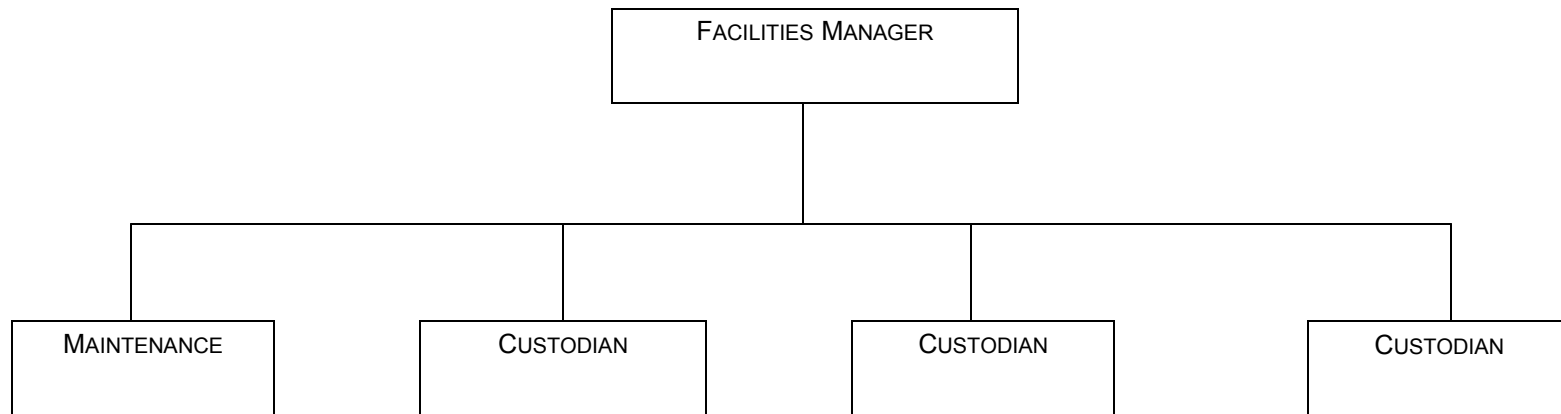 FACILITIES MANAGER
MAINTENANCE
CUSTODIAN
CUSTODIAN
CUSTODIAN